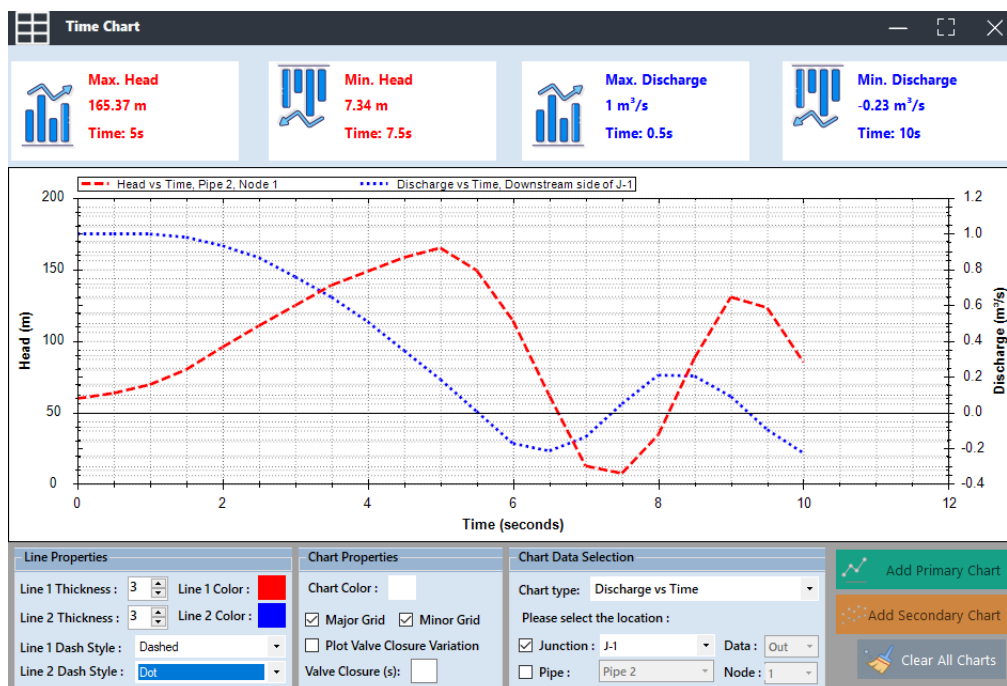 Time Chart
Max. Head
165.37 m
Time: 5s
Min. Head
7.34 m
Time: 7.5s
Max. Discharge
1 m³/s
Time: 0.5s
Min. Discharge
-0.23 m³/s
Time: 10s
Head vs Time, Pipe 2, Node 1
Discharge vs Time, Downstream side of J-1
200
150
100
50
0
Head (m)
1.2
1.0
0.8
0.6
0.4
0.2
0.0
-0.2
-0.4
Discharge (m³/s)
0 2 4 6 8 10 12
Time (seconds)
Line Properties
Line 1 Thickness : 3 Line 1 Color :
Line 2 Thickness : 3 Line 2 Color :
Line 1 Dash Style : Dashed
Line 2 Dash Style : Dot
Chart Properties
Chart Color :
Major Grid Minor Grid
Plot Valve Closure Variation
Valve Closure (s):
Chart Data Selection
Chart type: Discharge vs Time
Please select the location :
Junction : J-1 Data : Out
Pipe : Pipe 2 Node : 1
Add Primary Chart
Add Secondary Chart
Clear All Charts